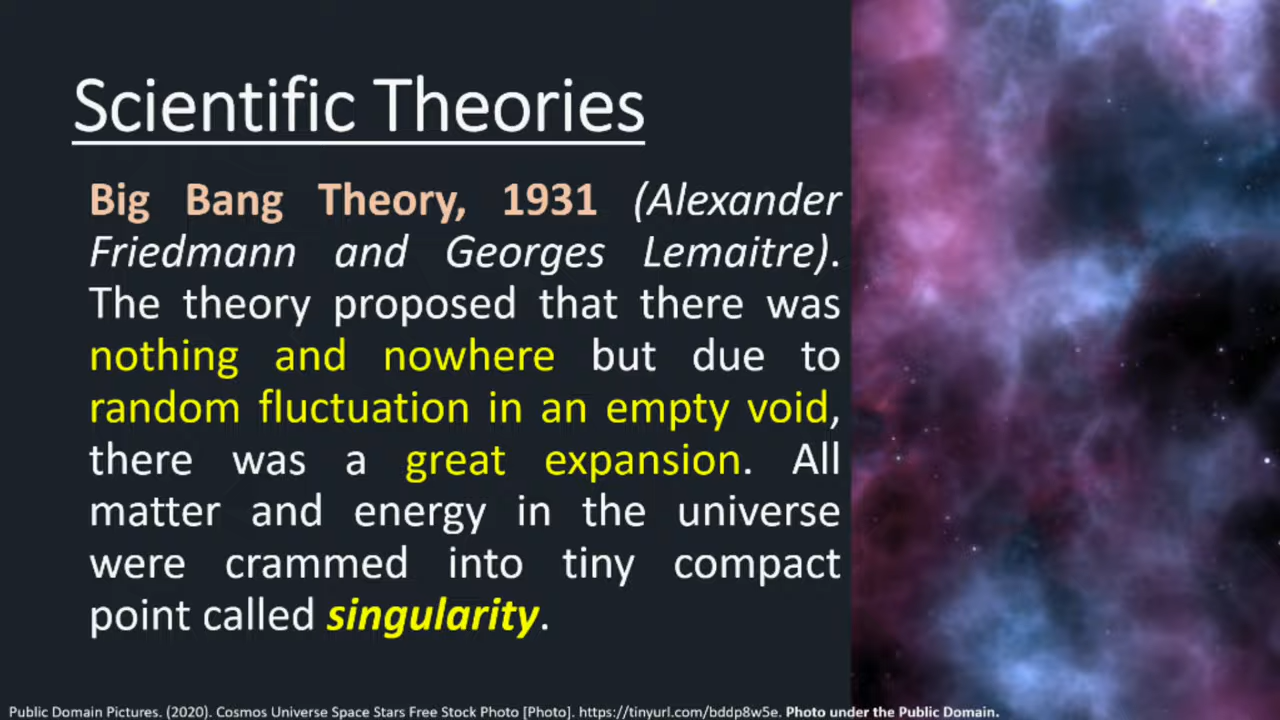 Scientific Theories
Big Bang Theory, 1931 (Alexander
Friedmann and Georges Lemaitre).
The theory proposed that there was
nothing and nowhere but due to
random fluctuation in an empty void,
there was a great expansion. All
matter and energy in the universe
were crammed into tiny compact
point called singularity.
Public Domain Pictures. (2020). Cosmos Universe Space Stars Free Stock Photo [Photo]. https://tinyurl.com/bddp8w5e. Photo under the Public Domain.